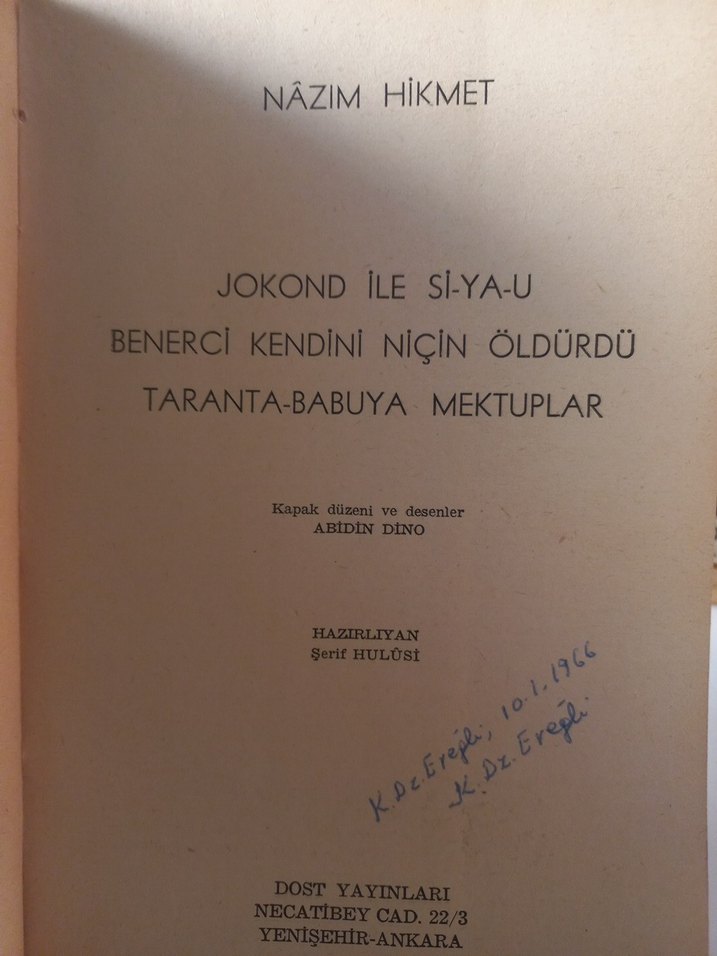 NÂZIM HİKMET
JOKOND İLE Sİ-YA-U
BENERCİ KENDİNİ NİÇİN ÖLDÜRDÜ
TARANTA-BABUYA MEKTUPLAR
Kapak düzeni ve desenler
ABİDİN DİNO
HAZIRLIYAN
Şerif HULÛSİ
K.Dz.Ereğli, 10.1.1966
K.Dz.Ereğli
DOST YAYINLARI
NECATİBEY CAD. 22/3
YENİŞEHİR-ANKARA